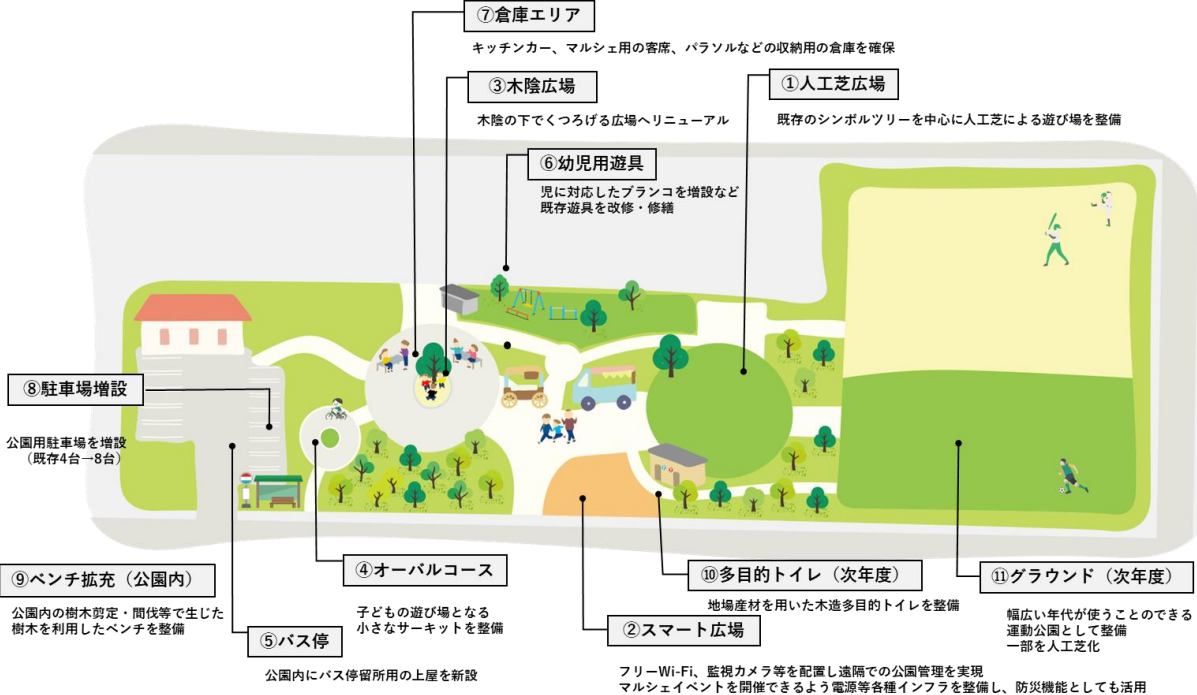 ⑦倉庫エリア
キッチンカー、マルシェ用の客席、パラソルなどの収納用の倉庫を確保
③木陰広場
木陰の下でくつろげる広場へリニューアル
①人工芝広場
既存のシンボルツリーを中心に人工芝による遊び場を整備
⑥幼児用遊具
児に対応したブランコを増設など
既存遊具を改修・修繕
⑧駐車場増設
公園用駐車場を増設
（既存4台→8台）
⑨ベンチ拡充（公園内）
公園内の樹木剪定・間伐等で生じた
樹木を利用したベンチを整備
⑤バス停
公園内にバス停留所用の上屋を新設
④オーバルコース
子どもの遊び場となる
小さなサーキットを整備
⑩多目的トイレ（次年度）
地場産材を用いた木造多目的トイレを整備
②スマート広場
フリーWi-Fi、監視カメラ等を配置し遠隔での公園管理を実現
マルシェイベントを開催できるよう電源等各種インフラを整備し、防災機能としても活用
⑪グラウンド（次年度）
幅広い年代が使うことのできる
運動公園として整備
一部を人工芝化